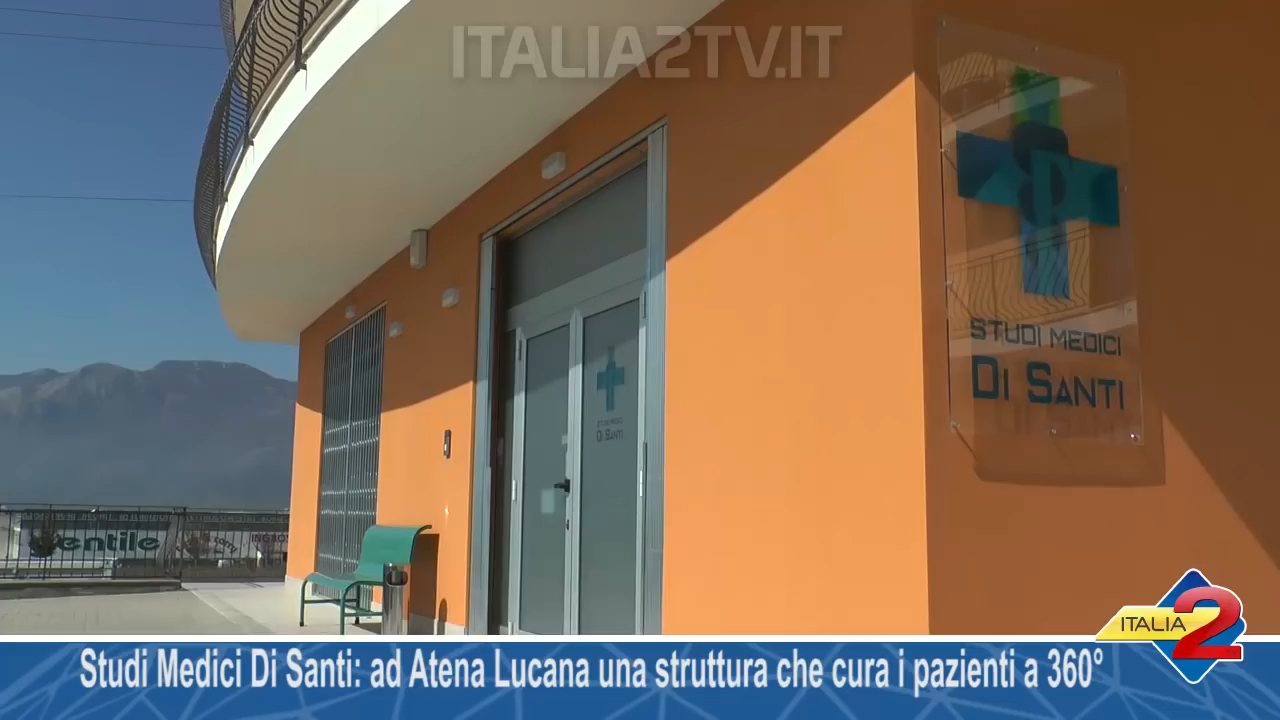 ITALIA2TV.IT
STUDI MEDICI
DI SANTI
STUDI MEDICI
DI SANTI
entile
INGROS
ITALIA 2
Studi Medici Di Santi: ad Atena Lucana una struttura che cura i pazienti a 360°